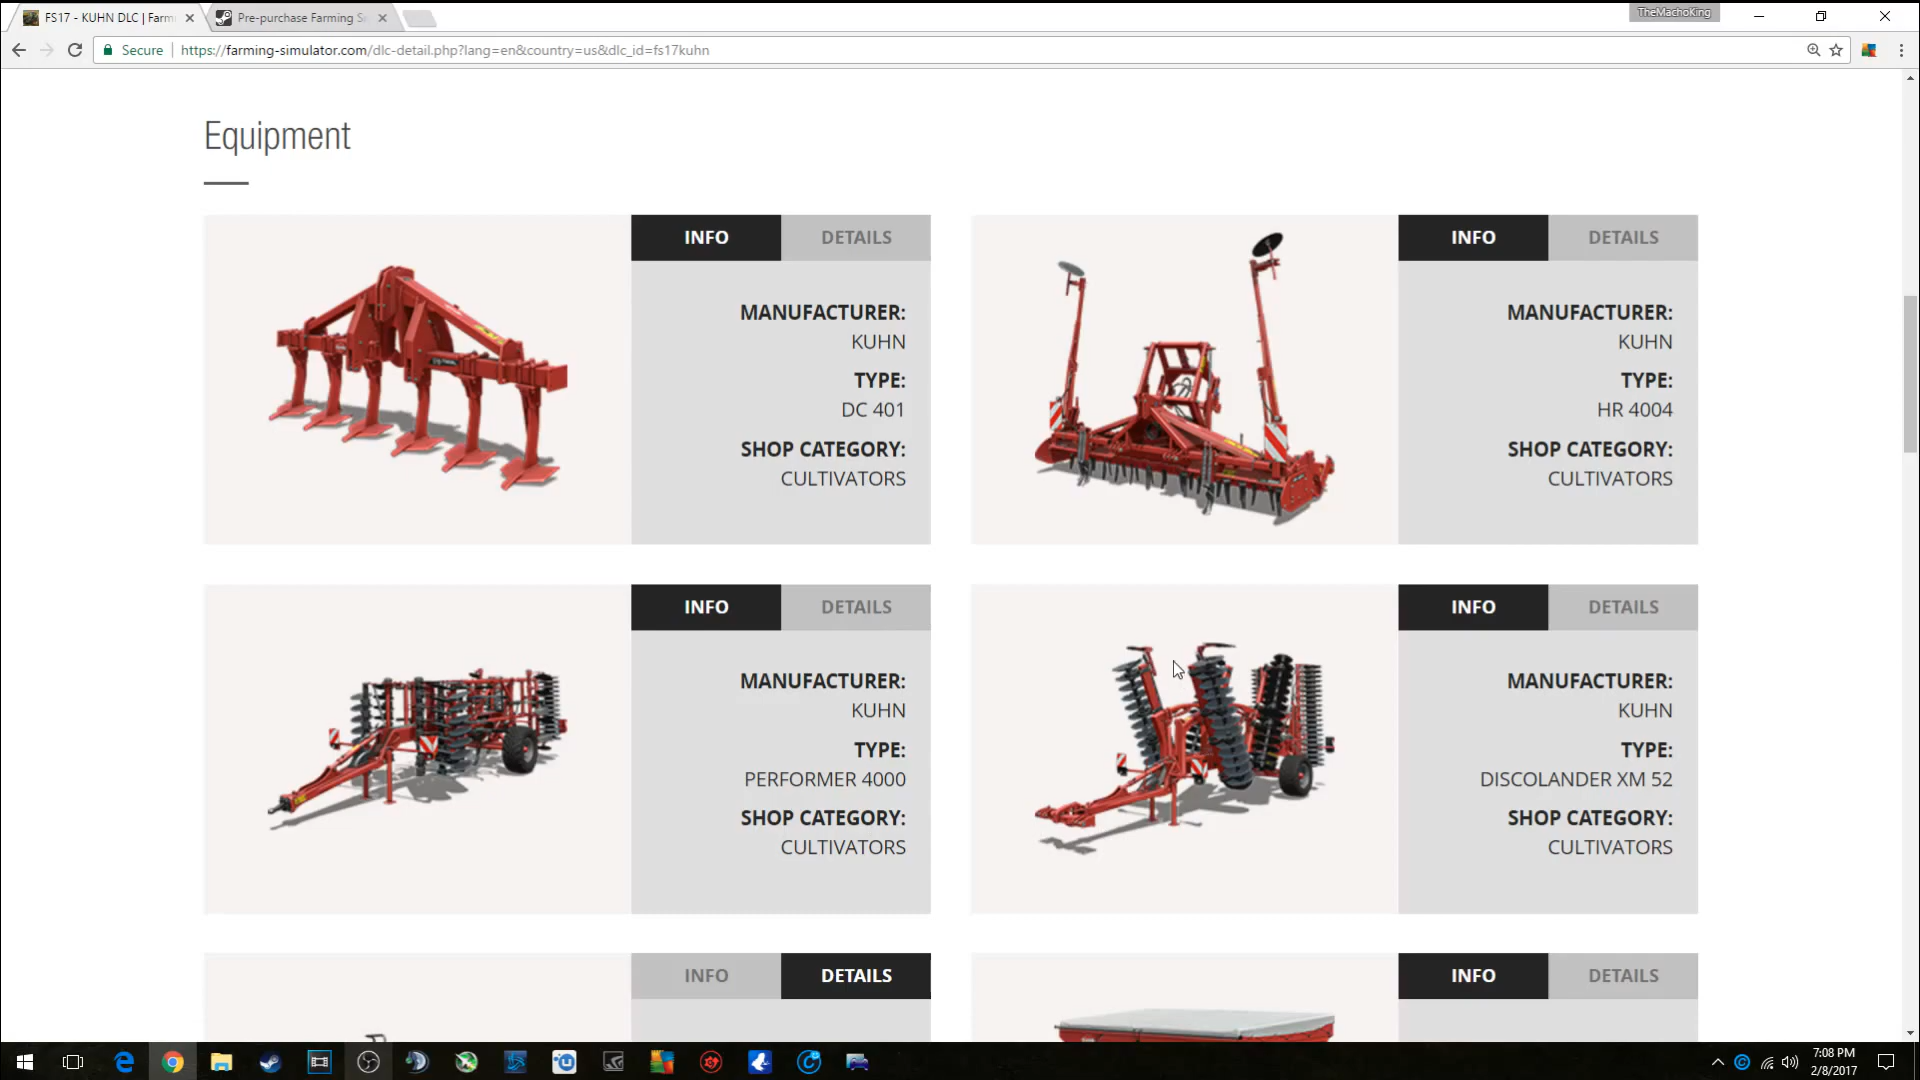 FS17 - KUHN DLC | Farm
Pre-purchase Farming S
TheMachoKing
Secure
https://farming-simulator.com/dlc-detail.php?lang=en&country=us&dlc_id=fs17kuhn
Equipment
INFO DETAILS
MANUFACTURER:
KUHN
TYPE:
DC 401
SHOP CATEGORY:
CULTIVATORS
INFO DETAILS
MANUFACTURER:
KUHN
TYPE:
HR 4004
SHOP CATEGORY:
CULTIVATORS
INFO DETAILS
MANUFACTURER:
KUHN
TYPE:
PERFORMER 4000
SHOP CATEGORY:
CULTIVATORS
INFO DETAILS
MANUFACTURER:
KUHN
TYPE:
DISCOLANDER XM 52
SHOP CATEGORY:
CULTIVATORS
INFO DETAILS
INFO DETAILS
7:08 PM
2/8/2017